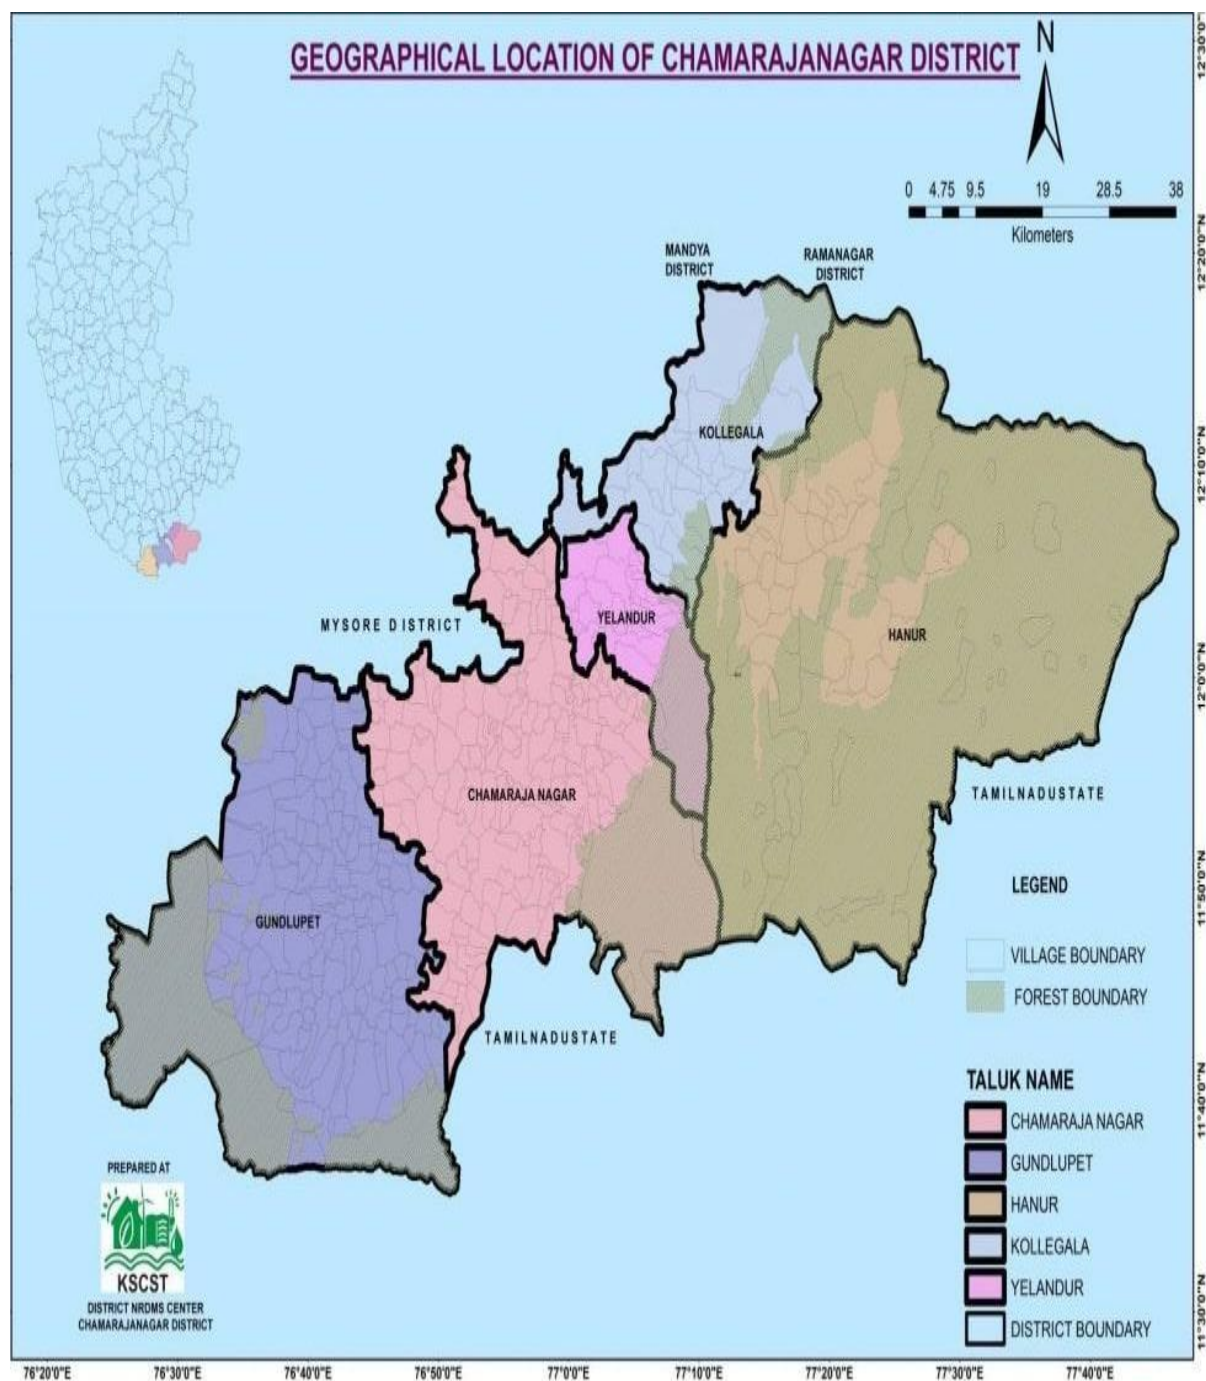 GEOGRAPHICAL LOCATION OF CHAMARAJANAGAR DISTRICT
N
0 4.75 9.5 19 28.5 38
Kilometers
MANDYA
DISTRICT
RAMANAGAR
DISTRICT
KOLLEGALA
YELANDUR
MYSORE DISTRICT
HANUR
CHAMARAJA NAGAR
TAMILNADUSTATE
GUNDLUPET
TAMILNADUSTATE
LEGEND
VILLAGE BOUNDARY
FOREST BOUNDARY
TALUK NAME
CHAMARAJA NAGAR
GUNDLUPET
HANUR
KOLLEGALA
YELANDUR
DISTRICT BOUNDARY
PREPARED AT
KSCST
DISTRICT NRDMS CENTER
CHAMARAJANAGAR DISTRICT
12°30'0"N
12°20'0"N
12°10'0"N
12°0'0"N
11°50'0"N
11°40'0"N
11°30'0"N
76°20'0"E 76°30'0"E 76°40'0"E 76°50'0"E 77°0'0"E 77°10'0"E 77°20'0"E 77°30'0"E 77°40'0"E